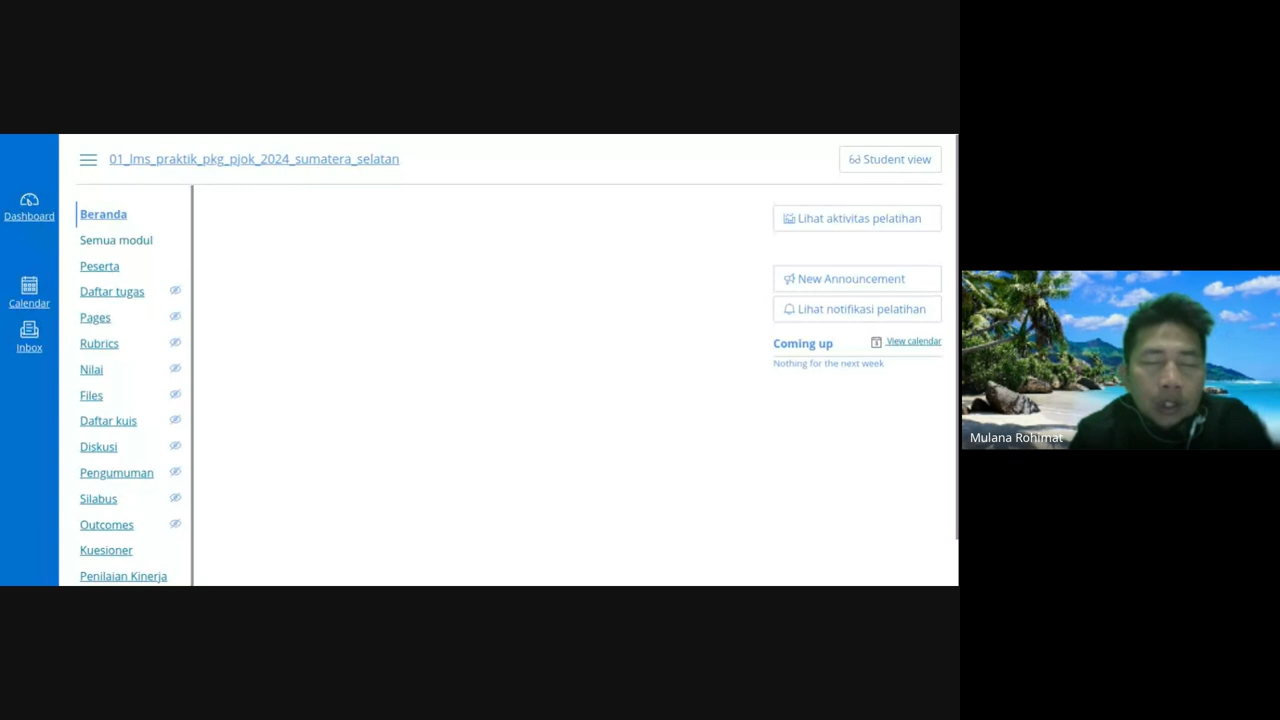 01_lms_praktik_pkg_pjok_2024_sumatera_selatan
Student view
Dashboard
Calendar
Inbox
Beranda
Semua modul
Peserta
Daftar tugas
Pages
Rubrics
Nilai
Files
Daftar kuis
Diskusi
Pengumuman
Silabus
Outcomes
Kuesioner
Penilaian Kinerja
Lihat aktivitas pelatihan
New Announcement
Lihat notifikasi pelatihan
Coming up
View calendar
Nothing for the next week
Mulana Rohimat